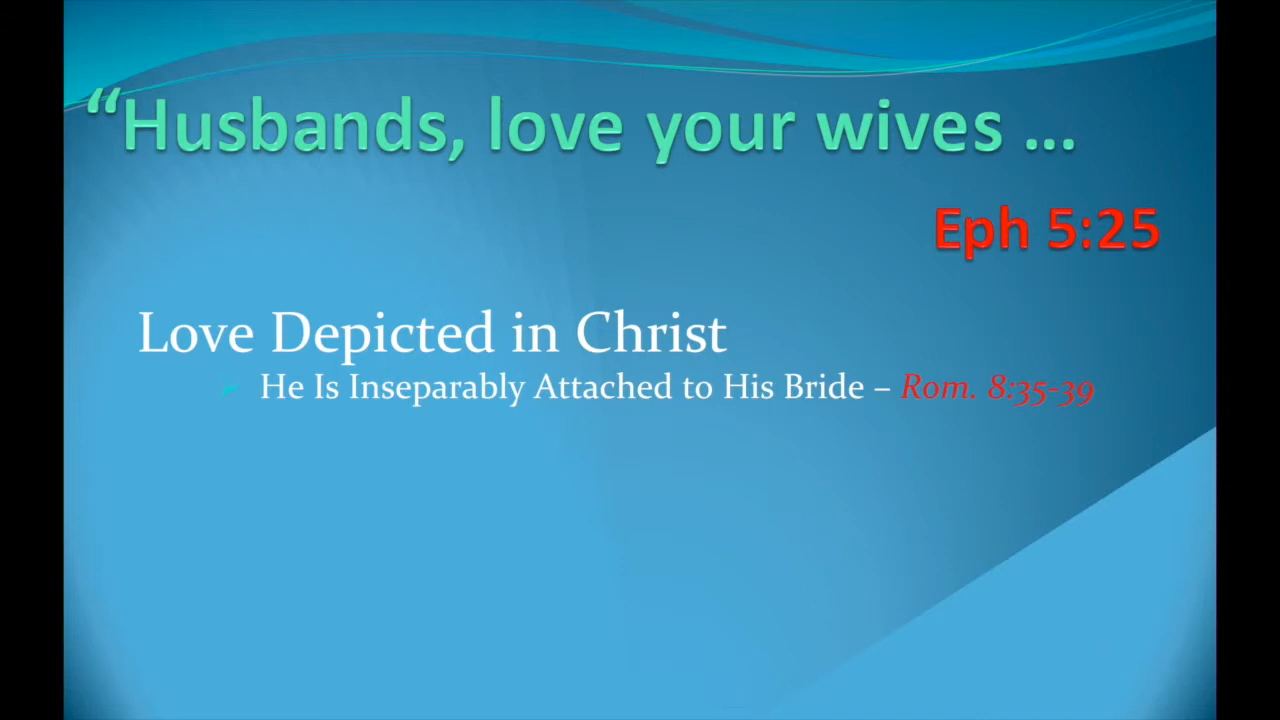 “Husbands, love your wives ...
Eph 5:25
Love Depicted in Christ
He Is Inseparably Attached to His Bride – Rom. 8:35-39